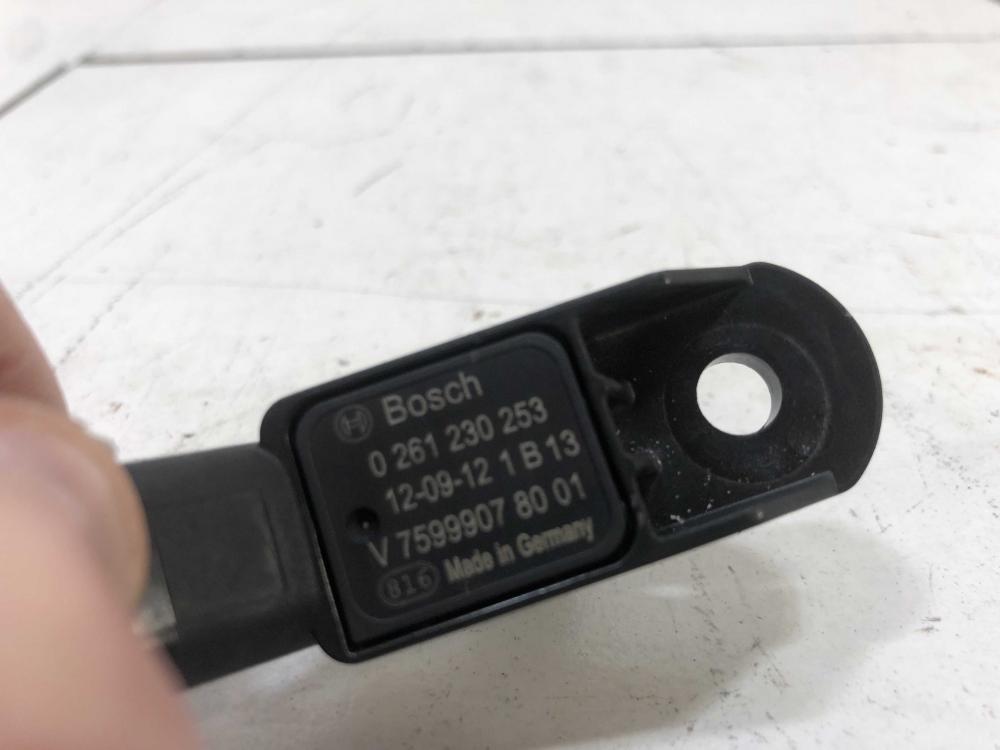 Bosch
0 261 230 253
12-09-12 1 B 13
V 7599907 80 01
816 Made in Germany